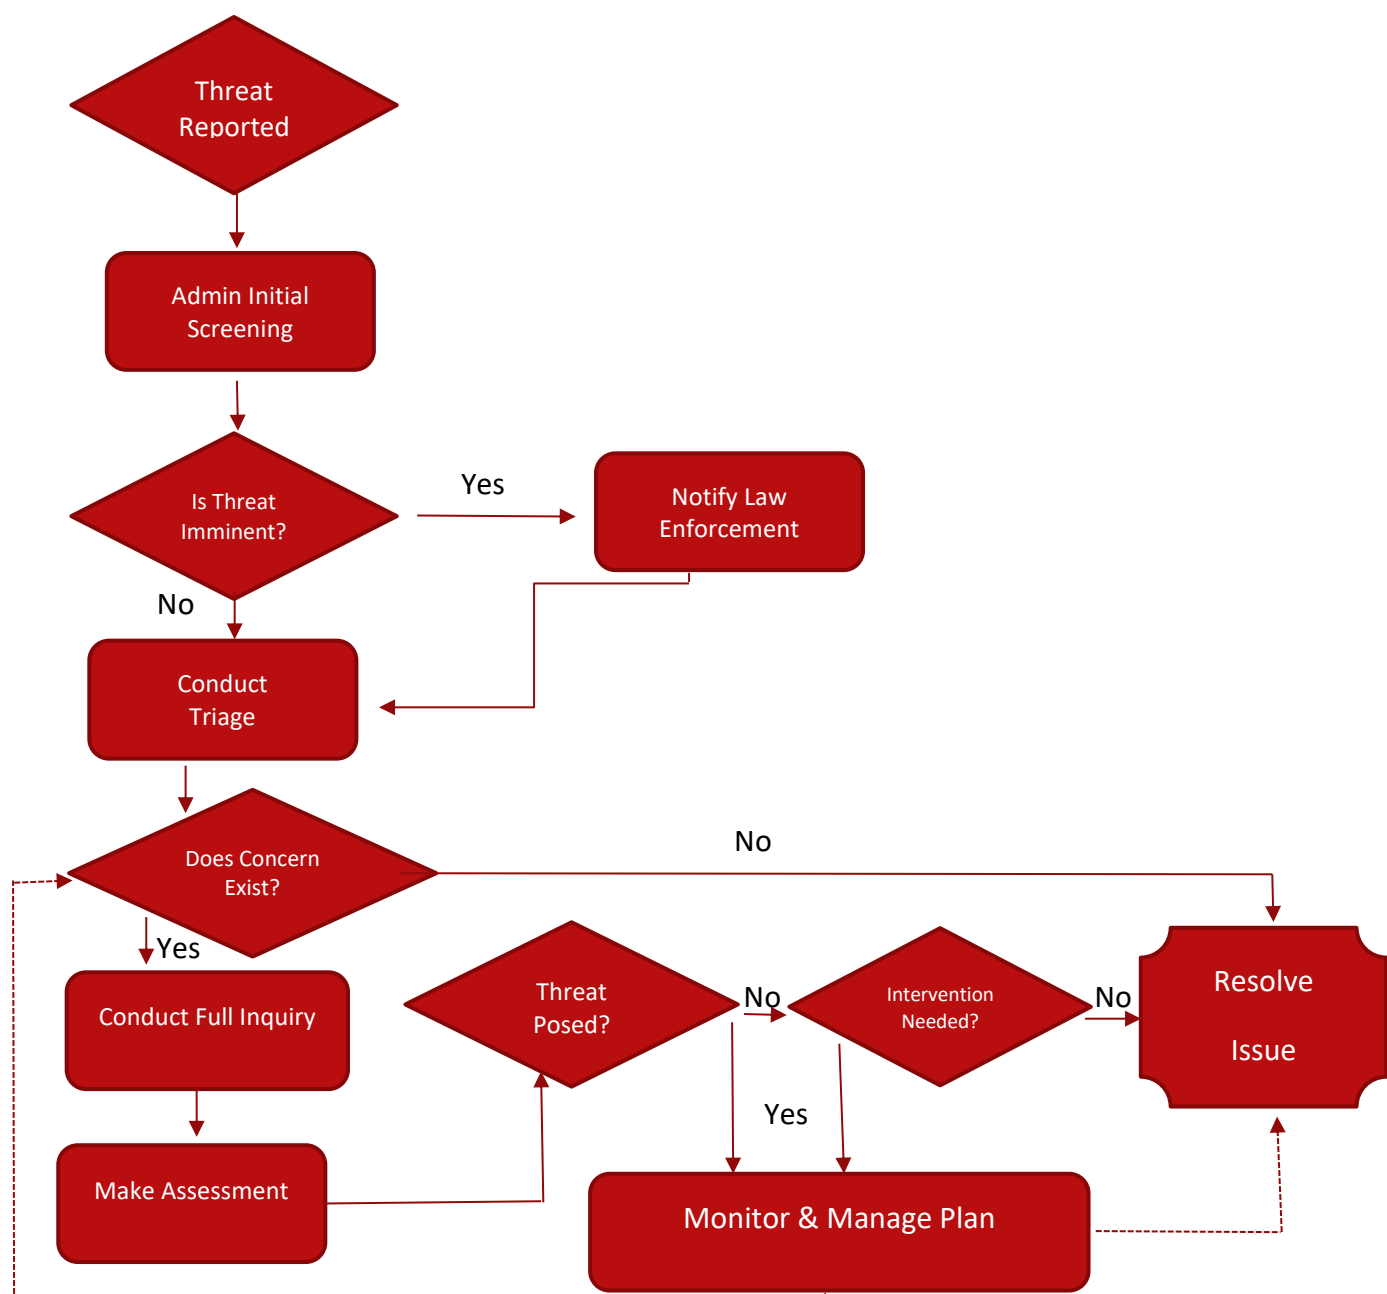 Threat
Reported
Admin Initial
Screening
Is Threat
Imminent?
Yes
Notify Law
Enforcement
No
Conduct
Triage
Does Concern
Exist?
No
Yes
Conduct Full Inquiry
Threat
Posed?
No
Intervention
Needed?
No
Resolve
Issue
Yes
Make Assessment
Monitor & Manage Plan